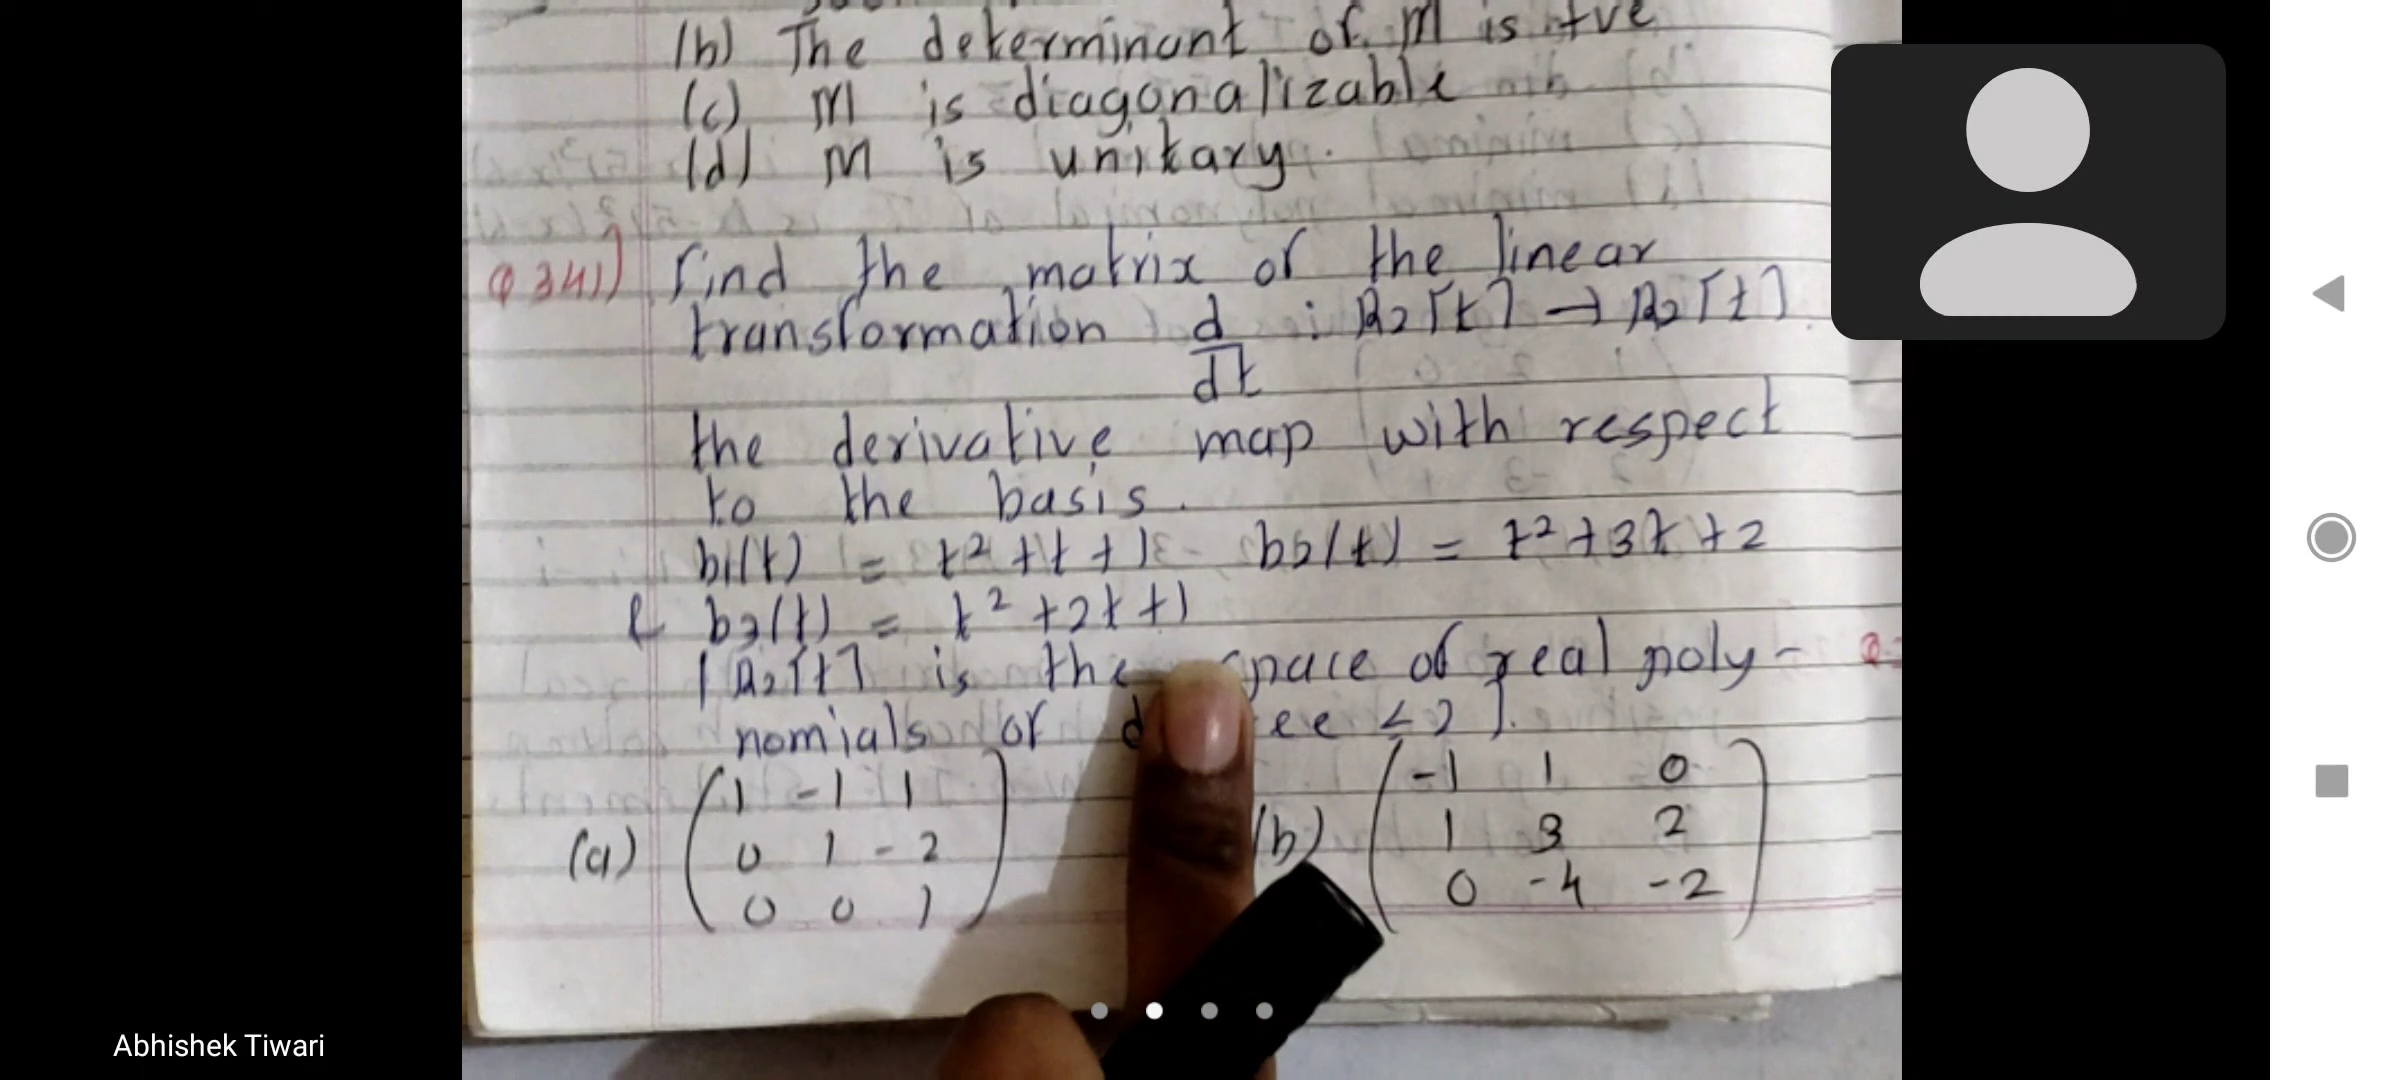 (b) The determinant of M is +ve
(c) M is diagonalizable
(d) M is unitary.
Q 341) Find the matrix of the linear
transformation d/dt : R2[t] → R2[t]
the derivative map with respect
to the basis.
b1(t) = t² + t + 1 b2(t) = t² + 3t + 2
& b3(t) = t² + 2t + 1
[R2[t] is the space of real poly-
nomials of ≤ 2].
(a) (1 -1 1
0 1 -2
0 0 1)
(b) (-1 1 0
1 3 2
0 -4 -2)
Abhishek Tiwari